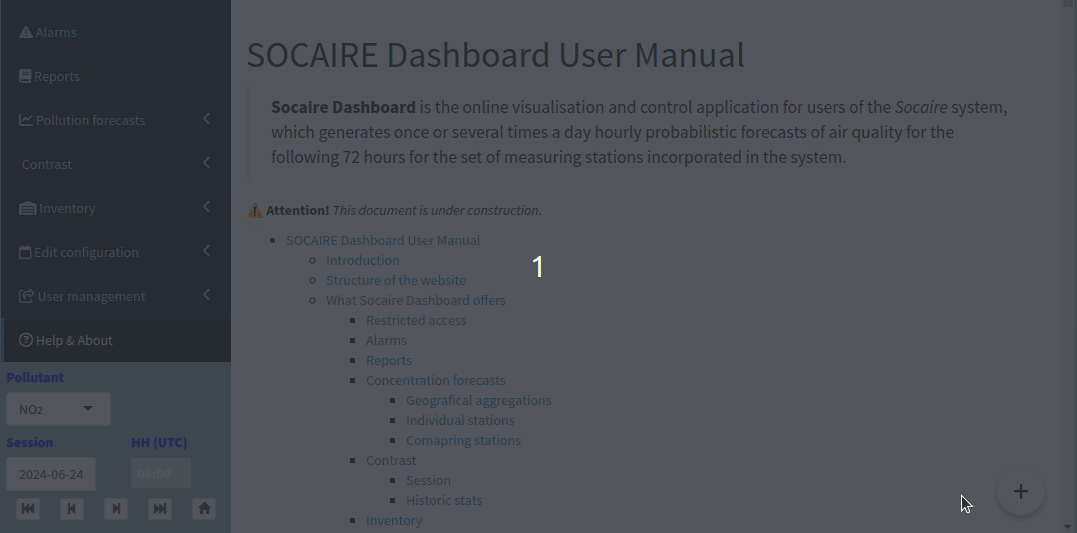 Alarms
Reports
Pollution forecasts
Contrast
Inventory
Edit configuration
User management
Help & About
Pollutant
NO₂
Session
HH (UTC)
2024-06-24
06:00
SOCAIRE Dashboard User Manual
Socaire Dashboard is the online visualisation and control application for users of the Socaire system,
which generates once or several times a day hourly probabilistic forecasts of air quality for the
following 72 hours for the set of measuring stations incorporated in the system.
Attention! This document is under construction.
SOCAIRE Dashboard User Manual
Introduction
1
Structure of the website
What Socaire Dashboard offers
Restricted access
Alarms
Reports
Concentration forecasts
Geografical aggregations
Individual stations
Comapring stations
Contrast
Session
Historic stats
Inventory
+